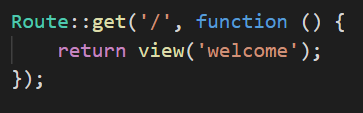 Route::get('/', function () {
    return view('welcome');
});